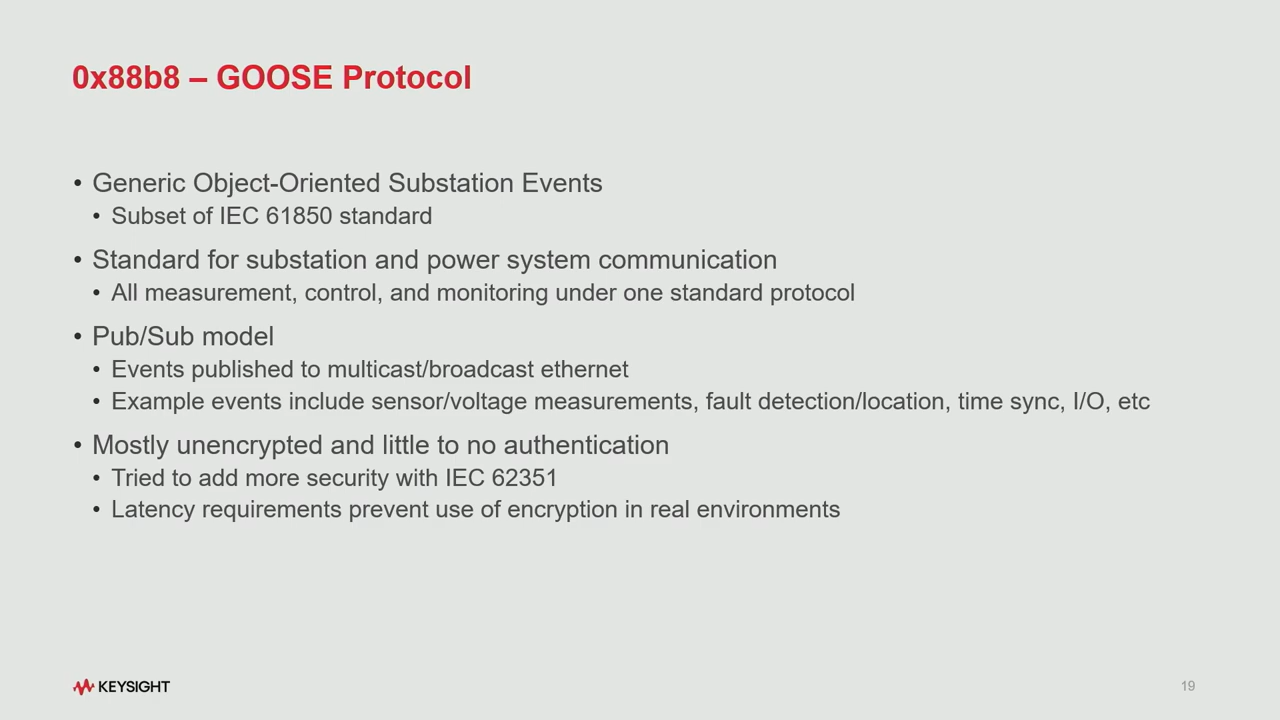 0x88b8 – GOOSE Protocol
• Generic Object-Oriented Substation Events
• Subset of IEC 61850 standard
• Standard for substation and power system communication
• All measurement, control, and monitoring under one standard protocol
• Pub/Sub model
• Events published to multicast/broadcast ethernet
• Example events include sensor/voltage measurements, fault detection/location, time sync, I/O, etc
• Mostly unencrypted and little to no authentication
• Tried to add more security with IEC 62351
• Latency requirements prevent use of encryption in real environments
KEYSIGHT
19